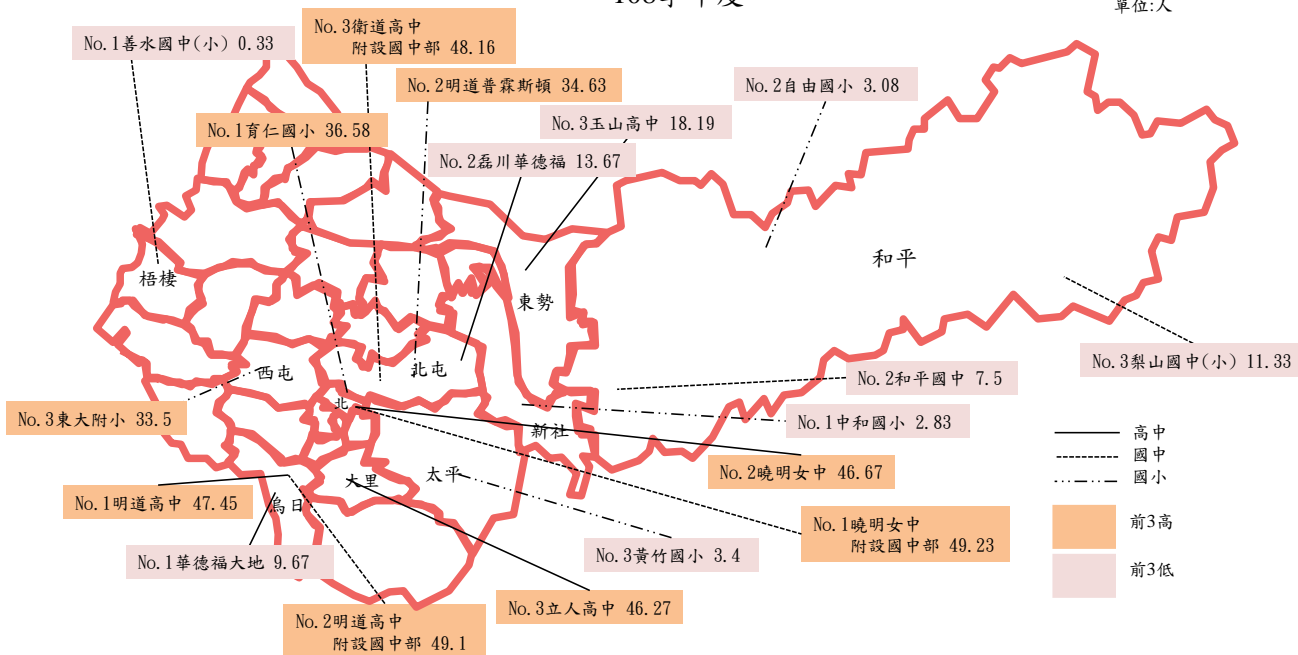 108學年度
單位:人
No.1善水國中(小) 0.33
No.3衛道高中
附設國中部 48.16
No.2明道普霖斯頓 34.63
No.2自由國小 3.08
No.1育仁國小 36.58
No.3玉山高中 18.19
No.2磊川華德福 13.67
和平
梧棲
東勢
No.3梨山國中(小) 11.33
西屯
北屯
No.2和平國中 7.5
北
No.3東大附小 33.5
No.1中和國小 2.83
新社
高中
國中
國小
No.2曉明女中 46.67
太平
大里
No.1明道高中 47.45
烏日
前3高
No.1曉明女中
附設國中部 49.23
No.1華德福大地 9.67
No.3黃竹國小 3.4
前3低
No.3立人高中 46.27
No.2明道高中
附設國中部 49.1